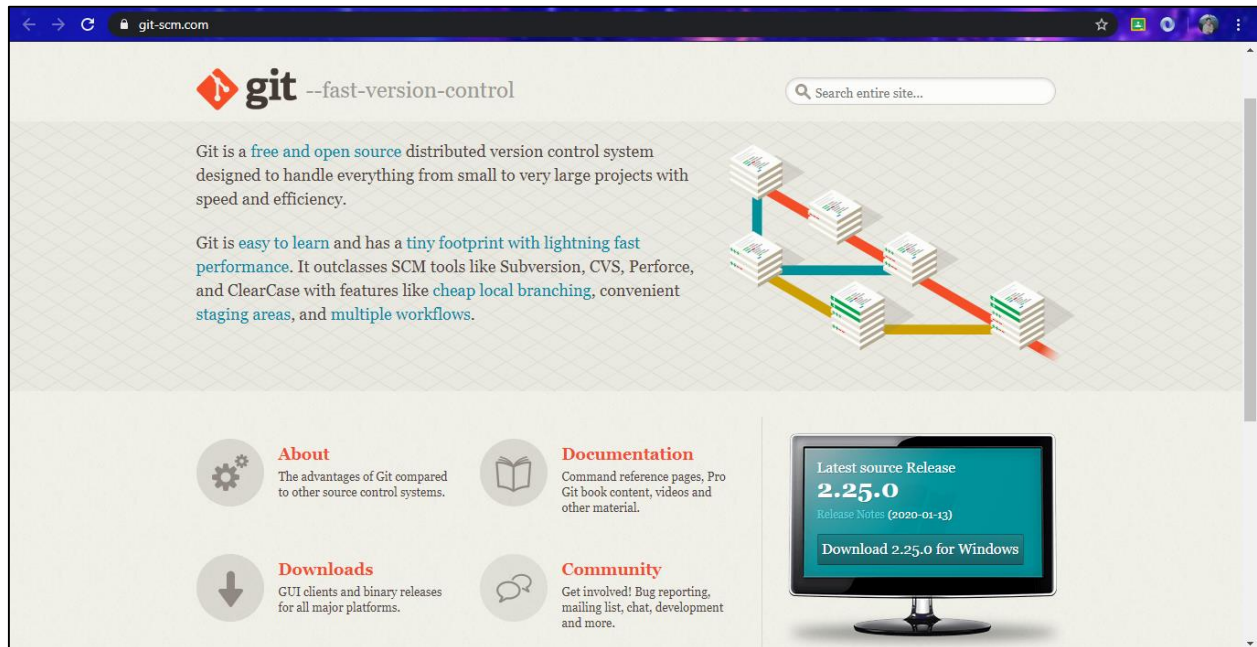 git-scm.com
git --fast-version-control
Search entire site...
Git is a free and open source distributed version control system
designed to handle everything from small to very large projects with
speed and efficiency.
Git is easy to learn and has a tiny footprint with lightning fast
performance. It outclasses SCM tools like Subversion, CVS, Perforce,
and ClearCase with features like cheap local branching, convenient
staging areas, and multiple workflows.
About
The advantages of Git compared
to other source control systems.
Documentation
Command reference pages, Pro
Git book content, videos and
other material.
Downloads
GUI clients and binary releases
for all major platforms.
Community
Get involved! Bug reporting,
mailing list, chat, development
and more.
Latest source Release
2.25.0
Release Notes (2020-01-13)
Download 2.25.0 for Windows